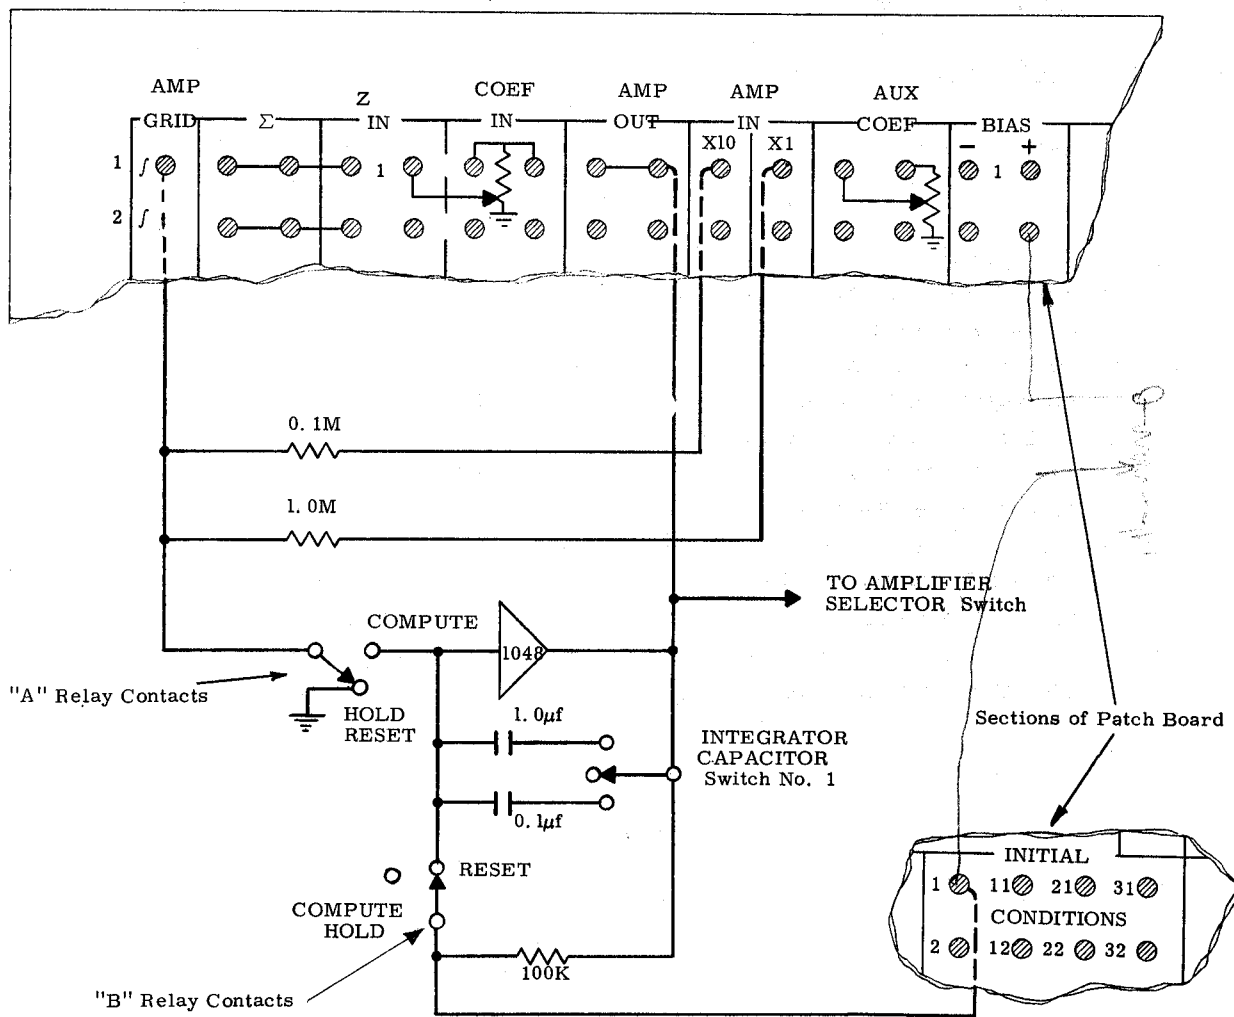 AMP
GRID
Σ
Z
IN
COEF
IN
AMP
OUT
AMP
IN
X10 X1
AUX
COEF
BIAS
− +
1 ∫
1
1
2 ∫
0.1M
1.0M
TO AMPLIFIER
SELECTOR Switch
COMPUTE
1048
"A" Relay Contacts
HOLD
RESET
1.0μf
INTEGRATOR
CAPACITOR
Switch No. 1
0.1μf
RESET
COMPUTE
HOLD
100K
"B" Relay Contacts
Sections of Patch Board
INITIAL
1 11 21 31
CONDITIONS
2 12 22 32